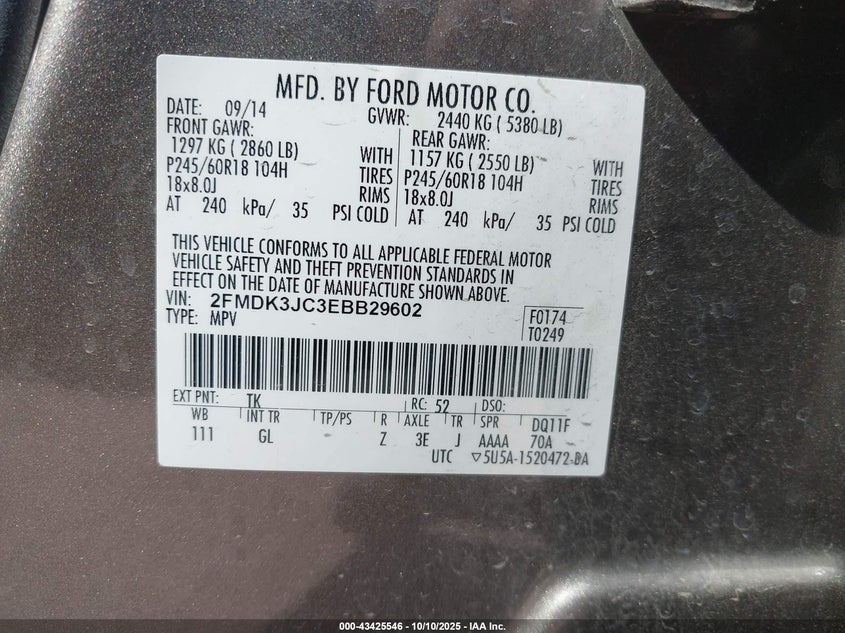 MFD. BY FORD MOTOR CO.
DATE: 09/14 GVWR: 2440 KG ( 5380 LB)
FRONT GAWR: REAR GAWR:
1297 KG ( 2860 LB) WITH 1157 KG ( 2550 LB) WITH
P245/60R18 104H TIRES P245/60R18 104H TIRES
18x8.0J RIMS 18x8.0J RIMS
AT 240 kPa/ 35 PSI COLD AT 240 kPa/ 35 PSI COLD
THIS VEHICLE CONFORMS TO ALL APPLICABLE FEDERAL MOTOR
VEHICLE SAFETY AND THEFT PREVENTION STANDARDS IN
EFFECT ON THE DATE OF MANUFACTURE SHOWN ABOVE.
VIN: 2FMDK3JC3EBB29602
TYPE: MPV
F0174
T0249
EXT PNT: TK RC: 52 DSO:
WB INT TR TP/PS R AXLE TR SPR DQ11F
111 GL Z 3E J AAAA 70A
UTC ▽5U5A-1520472-BA
000-43425546 | 10/10/2025 - IAA Inc.